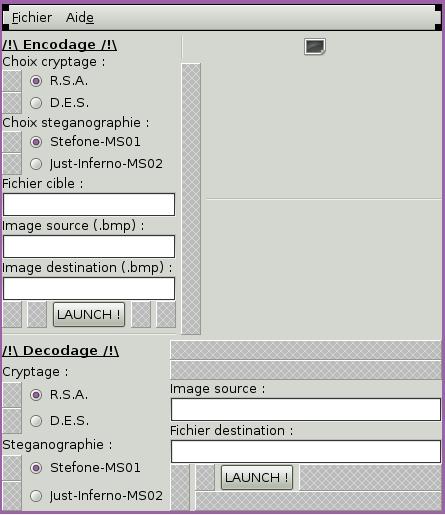 Fichier Aide
/!\ Encodage /!\
Choix cryptage :
R.S.A.
D.E.S.
Choix steganographie :
Stefone-MS01
Just-Inferno-MS02
Fichier cible :
Image source (.bmp) :
Image destination (.bmp) :
LAUNCH !
/!\ Decodage /!\
Cryptage :
R.S.A.
D.E.S.
Steganographie :
Stefone-MS01
Just-Inferno-MS02
Image source :
Fichier destination :
LAUNCH !